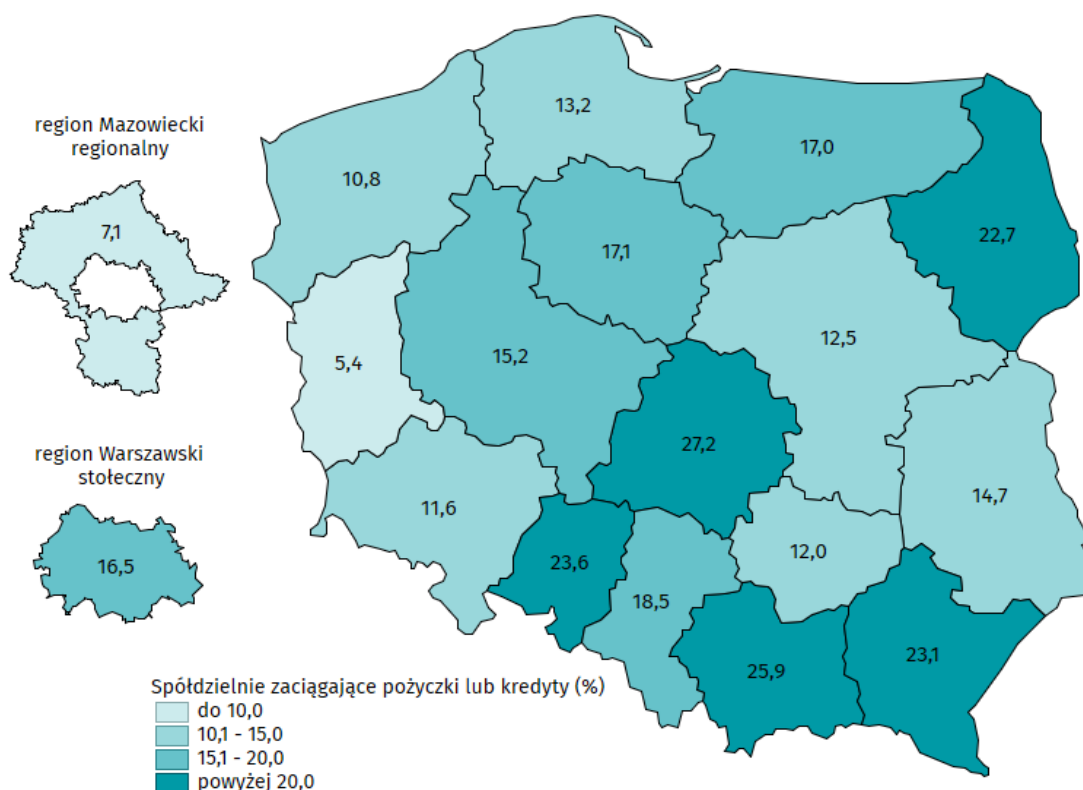 region Mazowiecki
regionalny
7,1
region Warszawski
stołeczny
16,5
13,2
17,0
10,8
22,7
17,1
12,5
5,4
15,2
27,2
14,7
11,6
12,0
23,6
18,5
25,9
23,1
Spółdzielnie zaciągające pożyczki lub kredyty (%)
do 10,0
10,1 - 15,0
15,1 - 20,0
powyżej 20,0